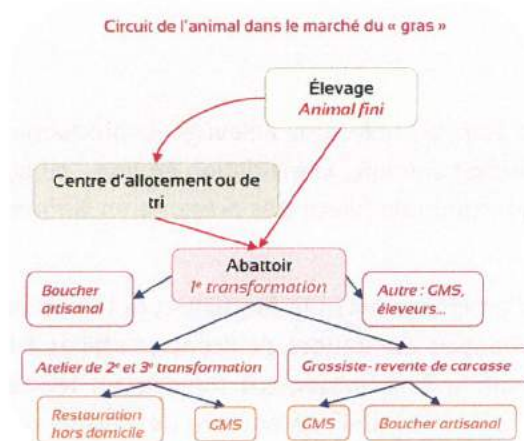 Circuit de l'animal dans le marché du « gras »
Élevage
Animal fini
Centre d'allotement ou de
tri
Abattoir
1e transformation
Boucher
artisanal
Autre : GMS,
éleveurs...
Atelier de 2e et 3e transformation
Grossiste- revente de carcasse
Restauration
hors domicile
GMS
GMS
Boucher artisanal